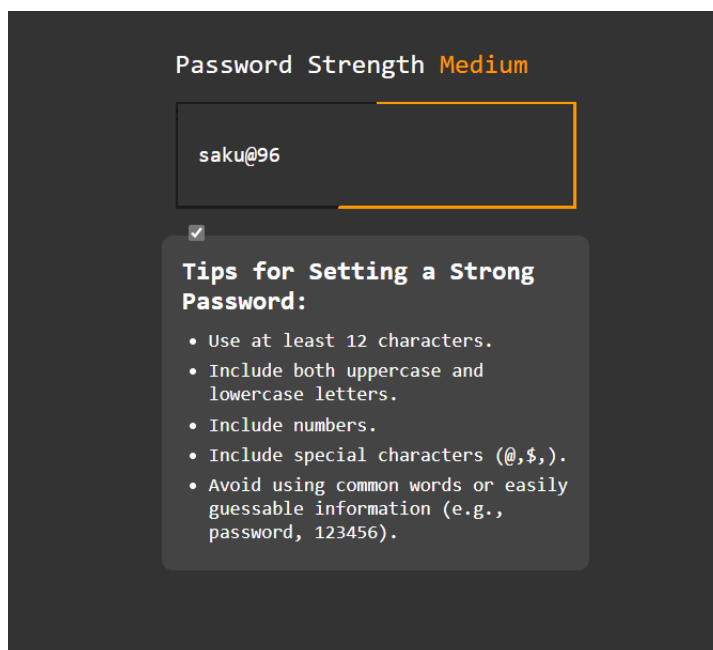 Password Strength Medium
saku@96
Tips for Setting a Strong
Password:
• Use at least 12 characters.
• Include both uppercase and
lowercase letters.
• Include numbers.
• Include special characters (@,$,).
• Avoid using common words or easily
guessable information (e.g.,
password, 123456).